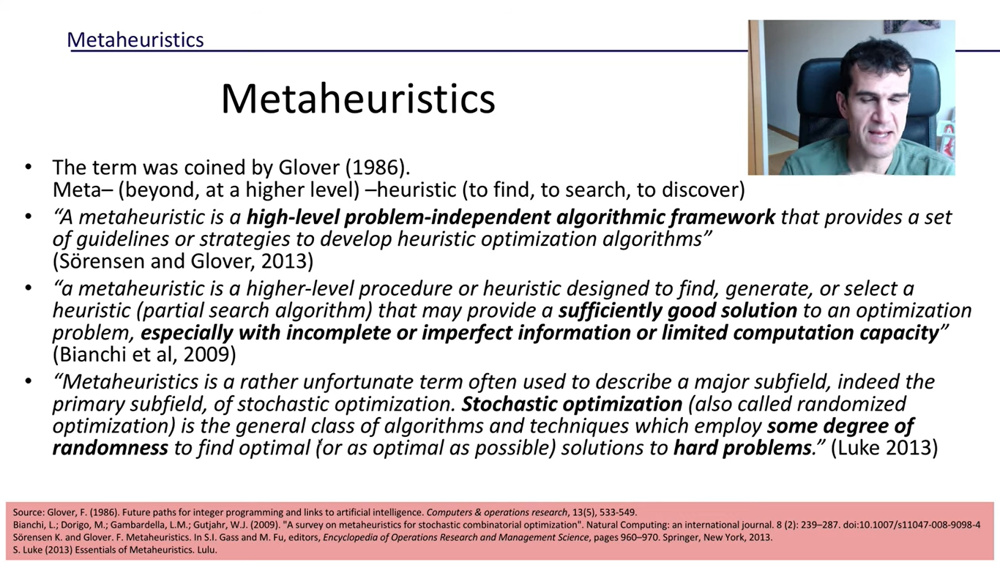 Metaheuristics
Metaheuristics
• The term was coined by Glover (1986).
Meta– (beyond, at a higher level) –heuristic (to find, to search, to discover)
• “A metaheuristic is a high-level problem-independent algorithmic framework that provides a set
of guidelines or strategies to develop heuristic optimization algorithms”
(Sörensen and Glover, 2013)
• “a metaheuristic is a higher-level procedure or heuristic designed to find, generate, or select a
heuristic (partial search algorithm) that may provide a sufficiently good solution to an optimization
problem, especially with incomplete or imperfect information or limited computation capacity”
(Bianchi et al, 2009)
• “Metaheuristics is a rather unfortunate term often used to describe a major subfield, indeed the
primary subfield, of stochastic optimization. Stochastic optimization (also called randomized
optimization) is the general class of algorithms and techniques which employ some degree of
randomness to find optimal (or as optimal as possible) solutions to hard problems.” (Luke 2013)
Source: Glover, F. (1986). Future paths for integer programming and links to artificial intelligence. Computers & operations research, 13(5), 533-549.
Bianchi, L.; Dorigo, M.; Gambardella, L.M.; Gutjahr, W.J. (2009). "A survey on metaheuristics for stochastic combinatorial optimization". Natural Computing: an international journal. 8 (2): 239–287. doi:10.1007/s11047-008-9098-4
Sörensen K. and Glover. F. Metaheuristics. In S.I. Gass and M. Fu, editors, Encyclopedia of Operations Research and Management Science, pages 960–970. Springer, New York, 2013.
S. Luke (2013) Essentials of Metaheuristics. Lulu.